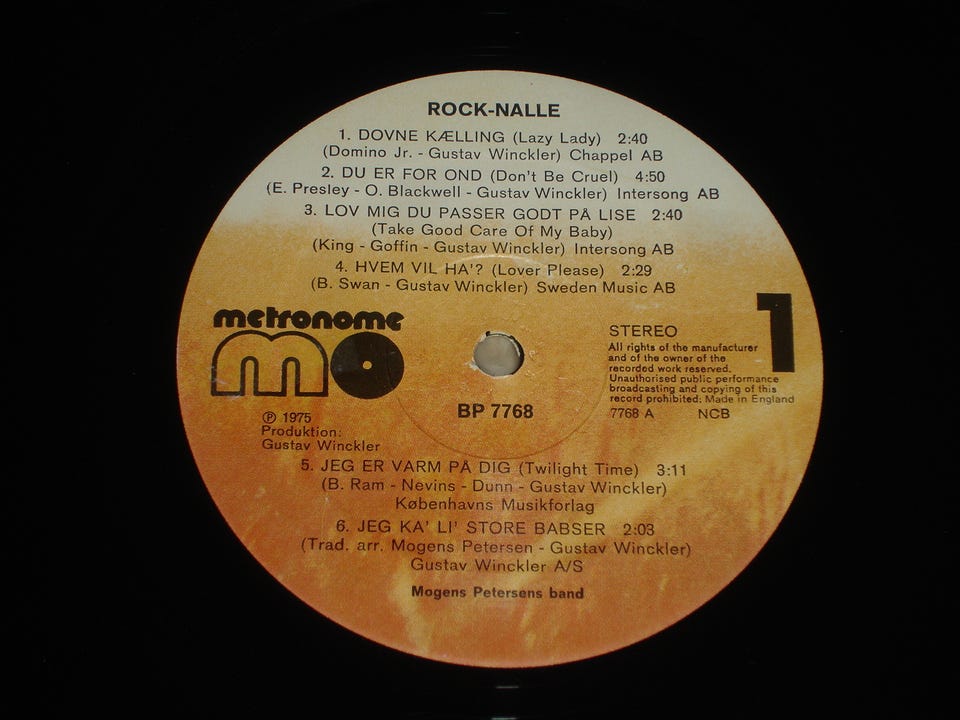 ROCK-NALLE
1. DOVNE KÆLLING (Lazy Lady) 2:40
(Domino Jr. - Gustav Winckler) Chappel AB
2. DU ER FOR OND (Don't Be Cruel) 4:50
(E. Presley - O. Blackwell - Gustav Winckler) Intersong AB
3. LOV MIG DU PASSER GODT PÅ LISE 2:40
(Take Good Care Of My Baby)
(King - Goffin - Gustav Winckler) Intersong AB
4. HVEM VIL HA'? (Lover Please) 2:29
(B. Swan - Gustav Winckler) Sweden Music AB
metronome
mo
℗ 1975
Produktion:
Gustav Winckler
BP 7768
1
STEREO
All rights of the manufacturer
and of the owner of the
recorded work reserved.
Unauthorised public performance
broadcasting and copying of this
record prohibited: Made in England
7768 A NCB
5. JEG ER VARM PÅ DIG (Twilight Time) 3:11
(B. Ram - Nevins - Dunn - Gustav Winckler)
Københavns Musikforlag
6. JEG KA' LI' STORE BABSER 2:03
(Trad. arr. Mogens Petersen - Gustav Winckler)
Gustav Winckler A/S
Mogens Petersens band